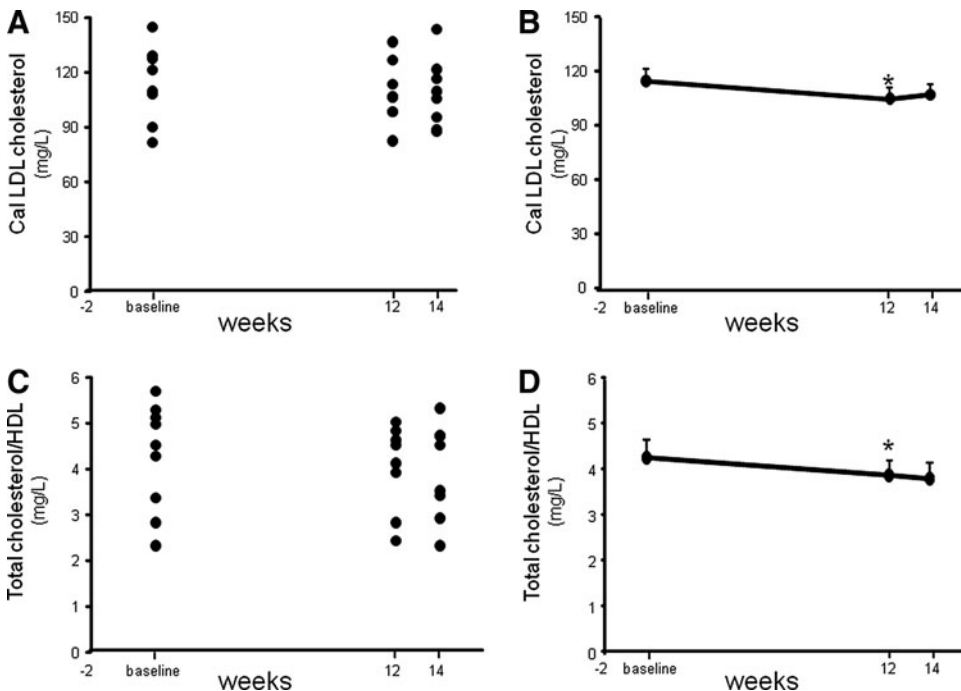 A
Cal LDL cholesterol
(mg/L)
150
120
90
60
30
0
-2
baseline
12
14
weeks
B
Cal LDL cholesterol
(mg/L)
150
120
90
60
30
0
*
-2
baseline
12
14
weeks
C
Total cholesterol/HDL
(mg/L)
6
5
4
3
2
1
0
-2
baseline
12
14
weeks
D
Total cholesterol/HDL
(mg/L)
6
5
4
3
2
1
0
*
-2
baseline
12
14
weeks